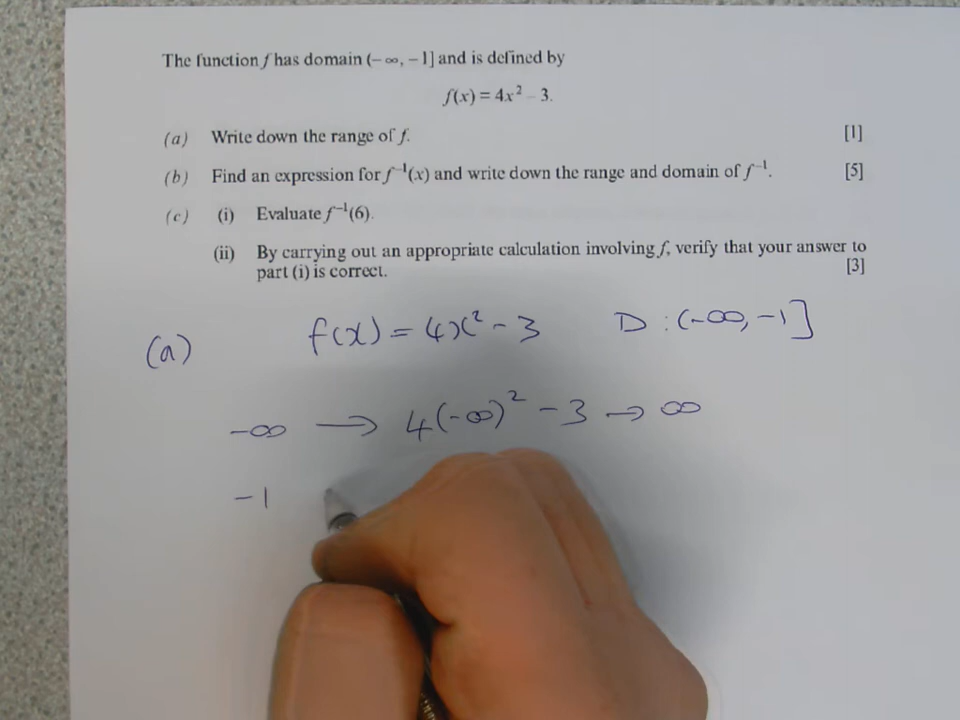 The function f has domain (−∞, −1] and is defined by
f(x) = 4x² − 3.
(a) Write down the range of f. [1]
(b) Find an expression for f⁻¹(x) and write down the range and domain of f⁻¹. [5]
(c) (i) Evaluate f⁻¹(6).
(ii) By carrying out an appropriate calculation involving f, verify that your answer to
part (i) is correct. [3]
(a) f(x) = 4x² − 3 D : (−∞, −1]
−∞ → 4(−∞)² − 3 → ∞
−1